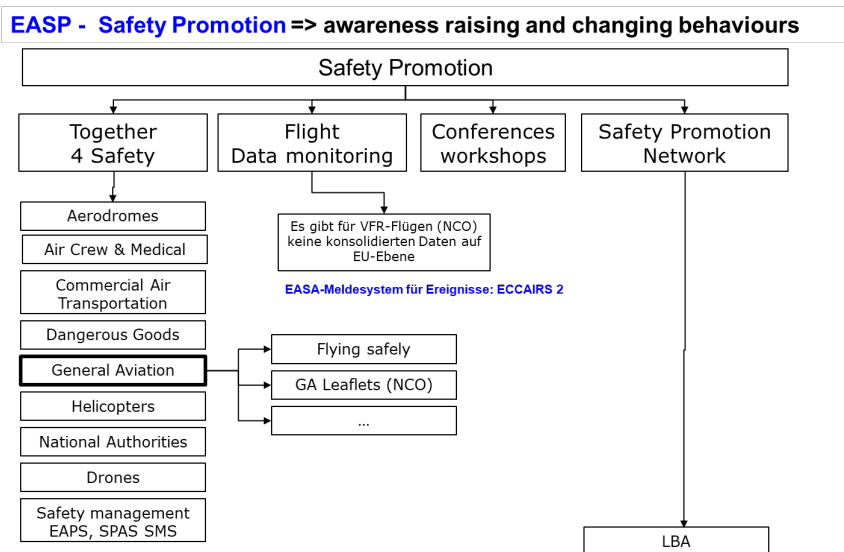 EASP - Safety Promotion => awareness raising and changing behaviours
Safety Promotion
Together
4 Safety
Flight
Data monitoring
Conferences
workshops
Safety Promotion
Network
Aerodromes
Air Crew & Medical
Commercial Air
Transportation
Dangerous Goods
General Aviation
Helicopters
National Authorities
Drones
Safety management
EAPS, SPAS SMS
Es gibt für VFR-Flügen (NCO)
keine konsolidierten Daten auf
EU-Ebene
EASA-Meldesystem für Ereignisse: ECCAIRS 2
Flying safely
GA Leaflets (NCO)
...
LBA